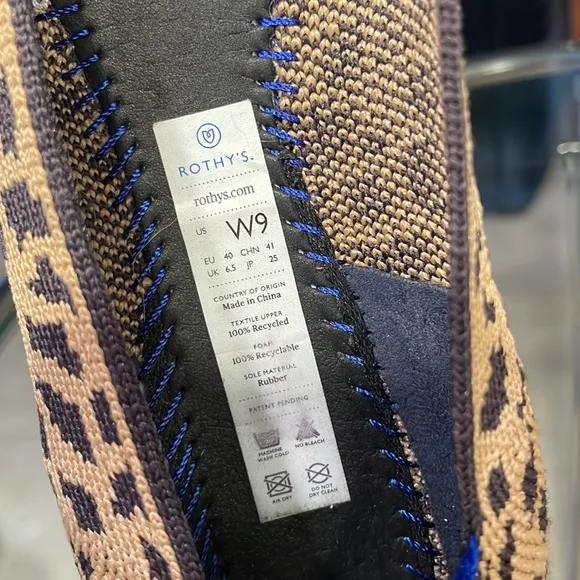 ROTHY'S
rothys.com
US W9
EU 40 CHN 41
UK 6.5 JP 25
COUNTRY OF ORIGIN
Made in China
TEXTILE UPPER
100% Recycled
FOAM
100% Recyclable
SOLE MATERIAL
Rubber
PATENT PENDING
MACHINE WASH COLD
NO BLEACH
AIR DRY
DO NOT DRY CLEAN